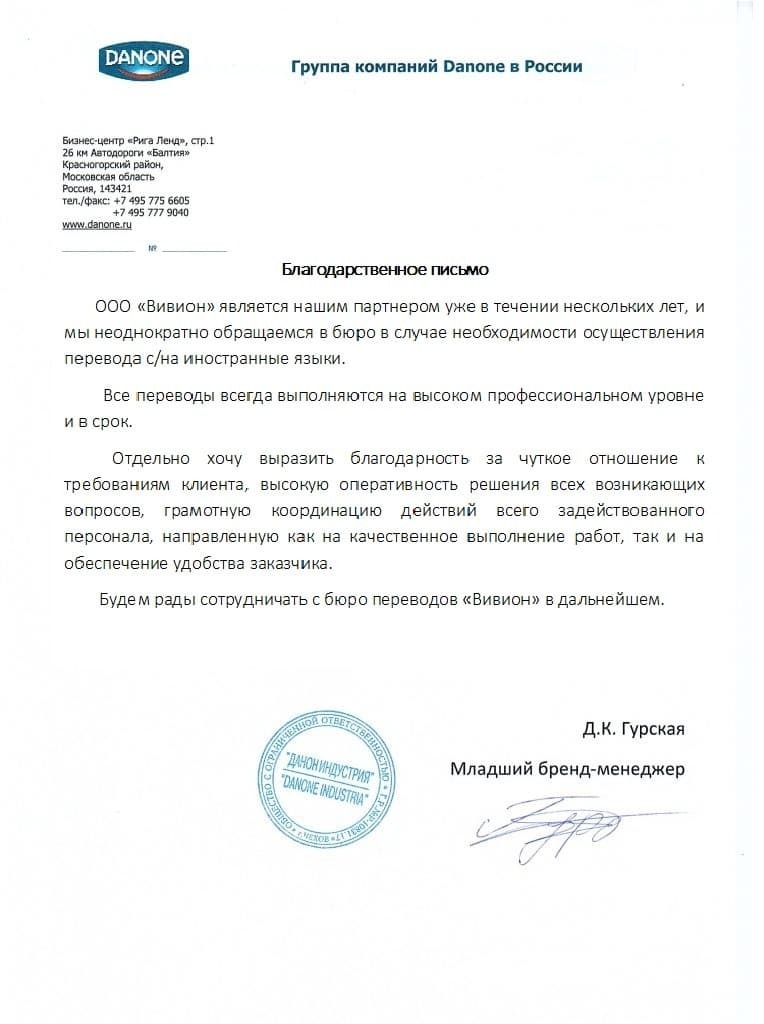 DANONE
Группа компаний Danone в России
Бизнес-центр «Рига Ленд», стр.1
26 км Автодороги «Балтия»
Красногорский район,
Московская область
Россия, 143421
тел./факс: +7 495 775 6605
+7 495 777 9040
www.danone.ru
№
Благодарственное письмо
ООО «Вивион» является нашим партнером уже в течении нескольких лет, и
мы неоднократно обращаемся в бюро в случае необходимости осуществления
перевода с/на иностранные языки.
Все переводы всегда выполняются на высоком профессиональном уровне
и в срок.
Отдельно хочу выразить благодарность за чуткое отношение к
требованиям клиента, высокую оперативность решения всех возникающих
вопросов, грамотную координацию действий всего задействованного
персонала, направленную как на качественное выполнение работ, так и на
обеспечение удобства заказчика.
Будем рады сотрудничать с бюро переводов «Вивион» в дальнейшем.
Д.К. Гурская
Младший бренд-менеджер
ОБЩЕСТВО С ОГРАНИЧЕННОЙ ОТВЕТСТВЕННОСТЬЮ
"ДАНОН ИНДУСТРИЯ"
"DANONE INDUSTRIA"
г. ЧЕХОВ